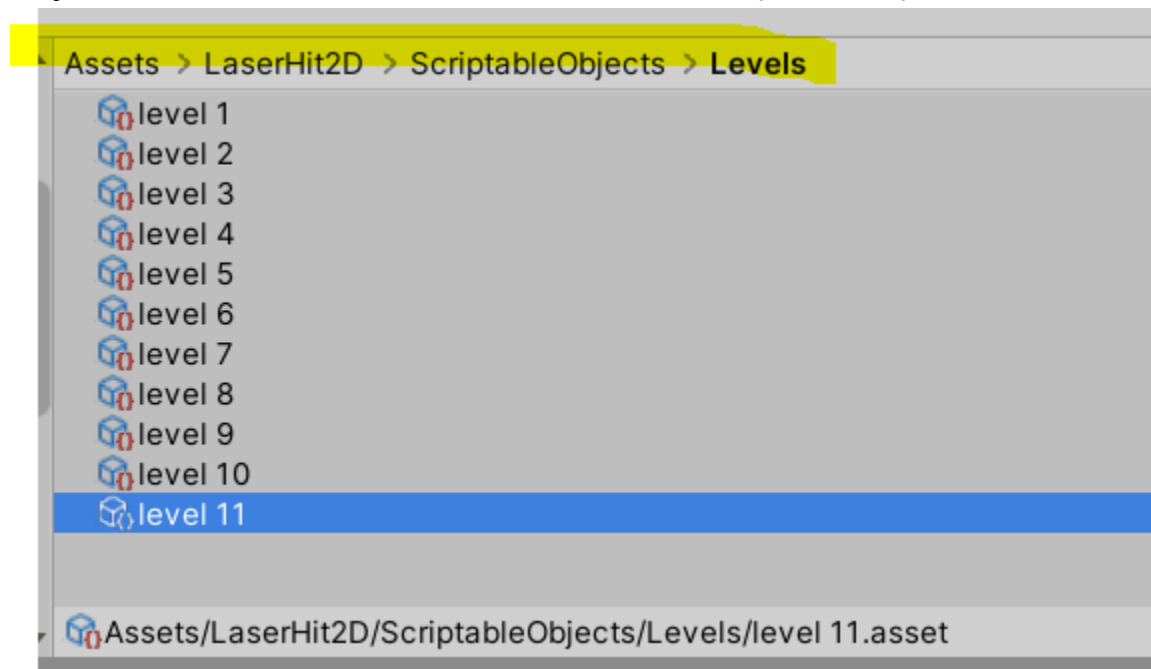 Assets > LaserHit2D > ScriptableObjects > Levels
level 1
level 2
level 3
level 4
level 5
level 6
level 7
level 8
level 9
level 10
level 11
Assets/LaserHit2D/ScriptableObjects/Levels/level 11.asset